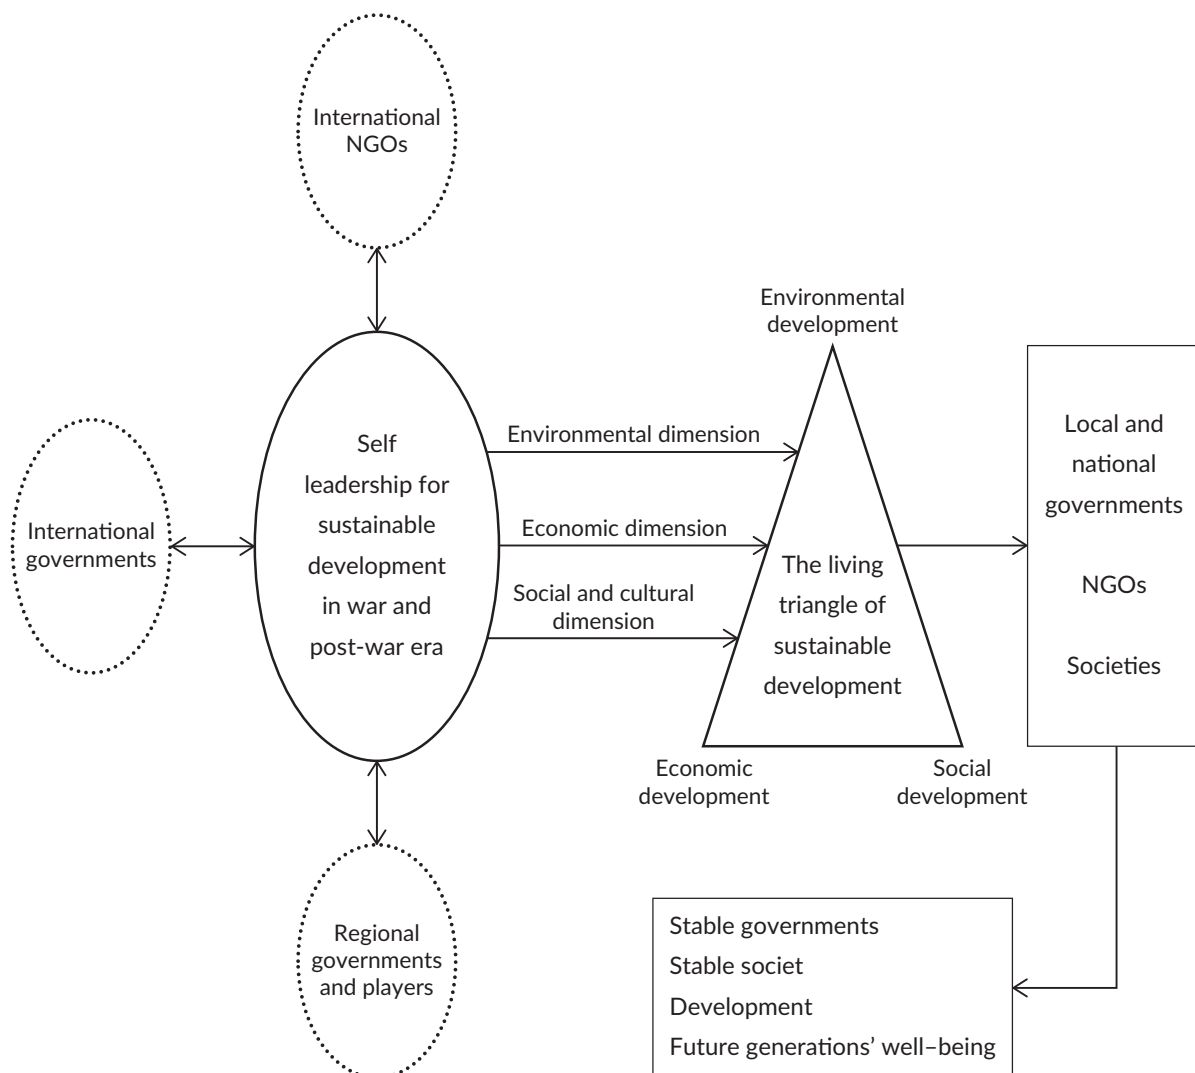 International
NGOs
Environmental
development
Self
leadership for
sustainable
development
in war and
post-war era
International
governments
Environmental dimension
Economic dimension
Social and cultural
dimension
The living
triangle of
sustainable
development
Local and
national
governments
NGOs
Societies
Economic
development
Social
development
Regional
governments
and players
Stable governments
Stable societ
Development
Future generations’ well–being